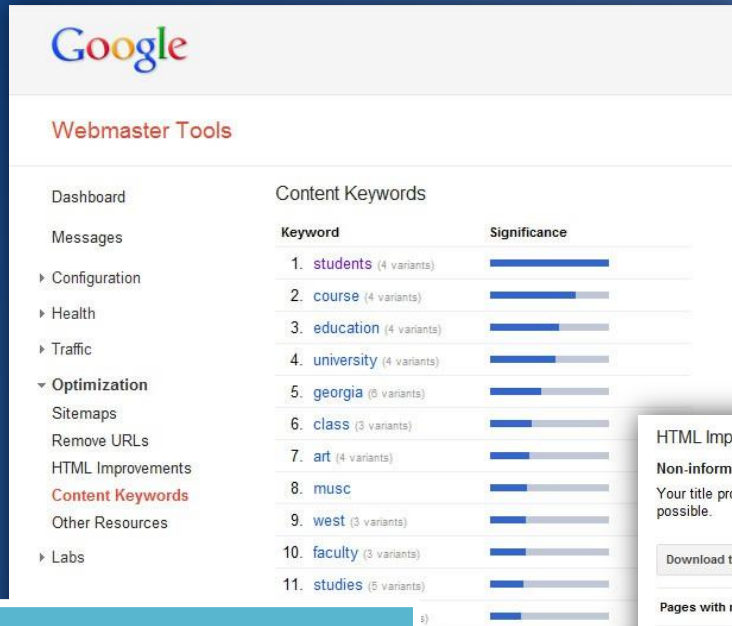 Google
Webmaster Tools
Dashboard
Messages
Configuration
Health
Traffic
Optimization
Sitemaps
Remove URLs
HTML Improvements
Content Keywords
Other Resources
Labs
Content Keywords
Keyword Significance
1. students (4 variants)
2. course (4 variants)
3. education (4 variants)
4. university (4 variants)
5. georgia (6 variants)
6. class (3 variants)
7. art (4 variants)
8. musc
9. west (3 variants)
10. faculty (3 variants)
11. studies (5 variants)
s)
HTML Imp
Non-inform
Your title pro
possible.
Download t
Pages with r